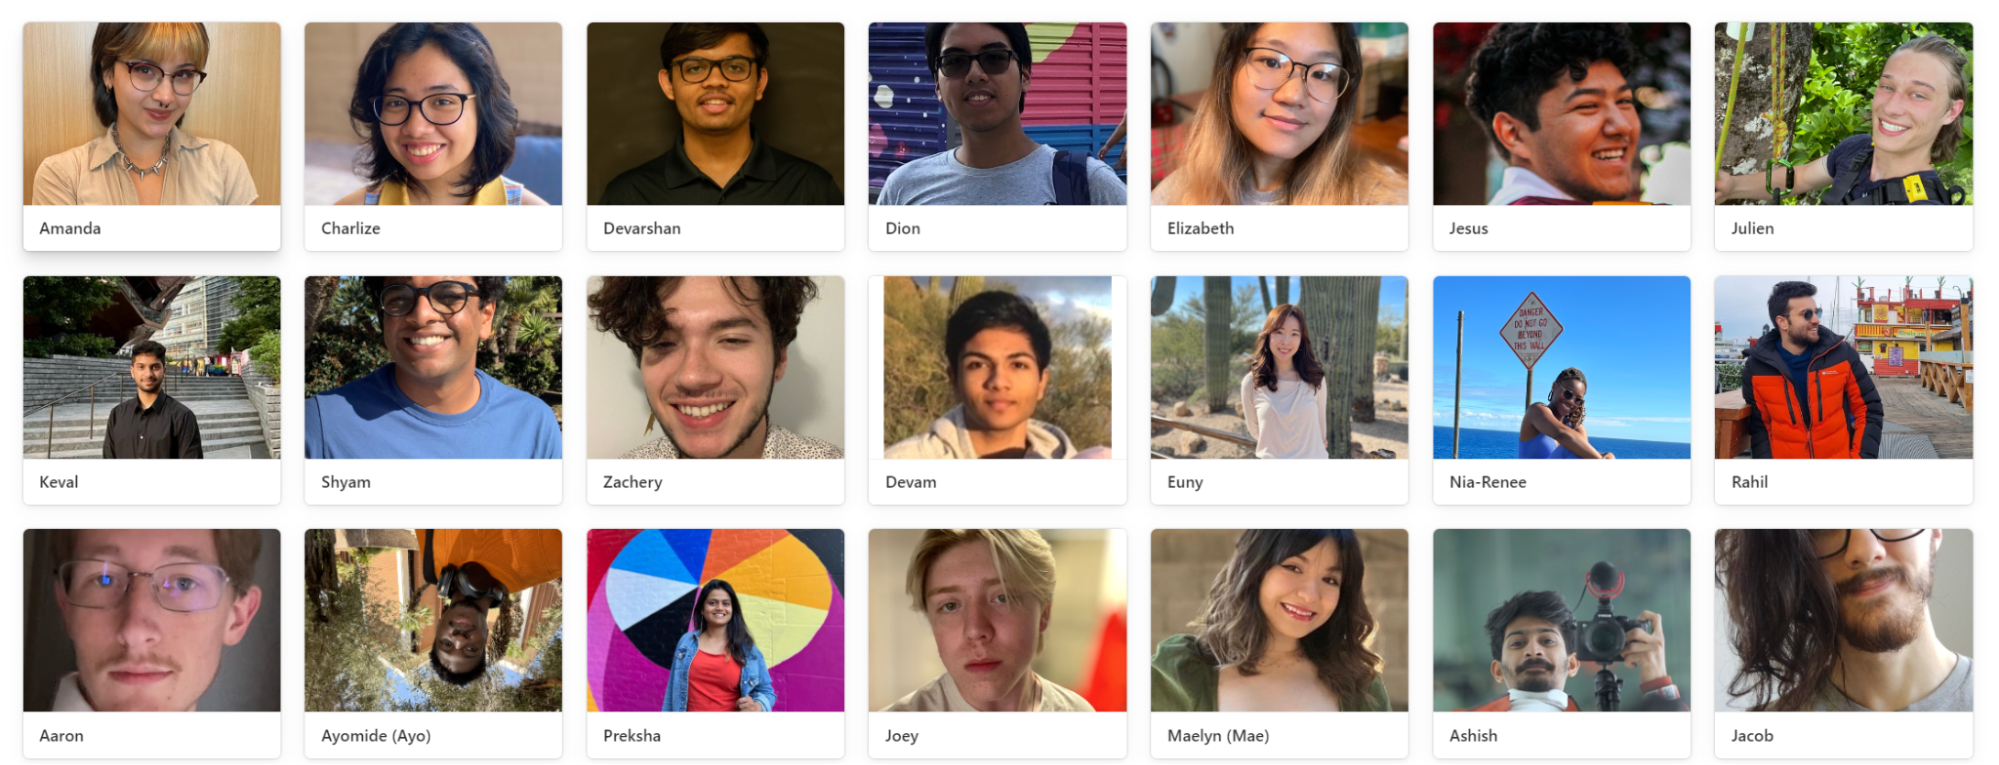 Amanda
Charlize
Devarshan
Dion
Elizabeth
Jesus
Julien
DANGER
DO NOT GO
BEYOND
THIS WALL
Keval
Shyam
Zachery
Devam
Euny
Nia-Renee
Rahil
Aaron
Ayomide (Ayo)
Preksha
Joey
Maelyn (Mae)
Ashish
Jacob